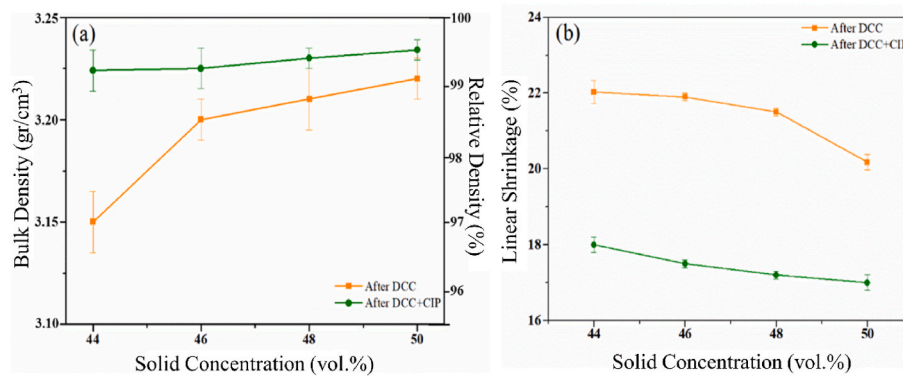 (a)
3.25
3.20
3.15
3.10
Bulk Density (gr/cm³)
100
99
98
97
96
Relative Density (%)
After DCC
After DCC+CIP
44
46
48
50
Solid Concentration (vol.%)
(b)
24
22
20
18
16
Linear Shrinkage (%)
After DCC
After DCC+CIP
44
46
48
50
Solid Concentration (vol.%)